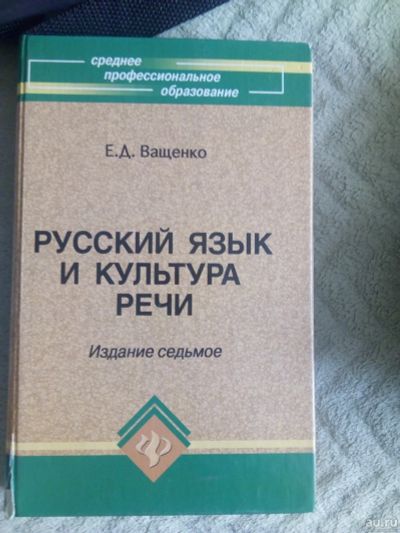 среднее
профессиональное
образование
Е.Д. Ващенко
РУССКИЙ ЯЗЫК
И КУЛЬТУРА
РЕЧИ
Издание седьмое
au.ru